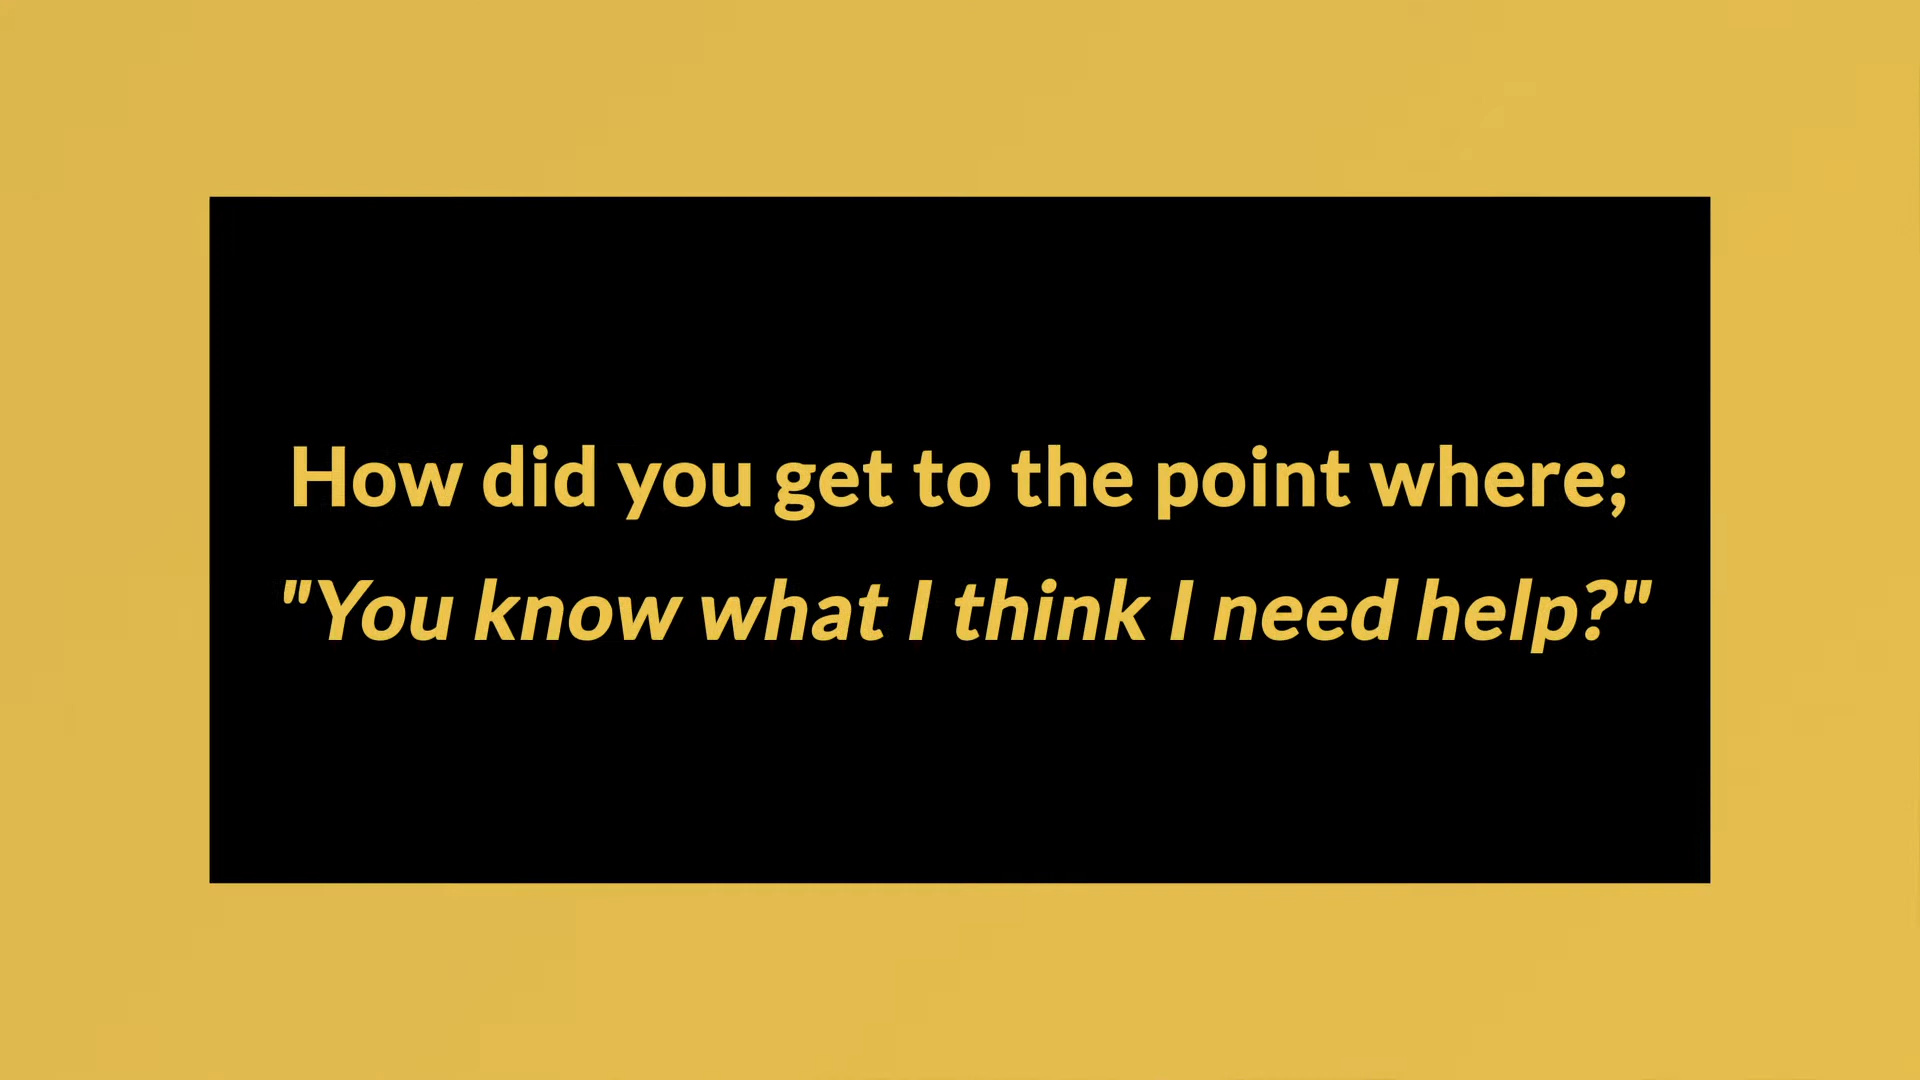 How did you get to the point where;
"You know what I think I need help?"